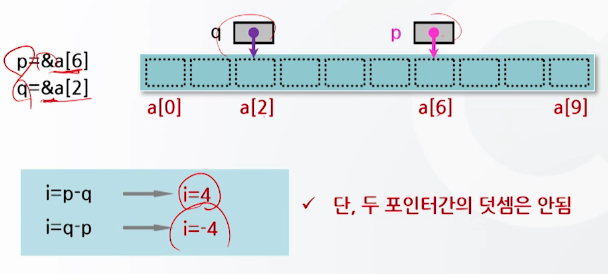 q
p
p=&a[6]
q=&a[2]
a[0] a[2] a[6] a[9]
i=p-q i=4
i=q-p i=-4
✓ 단, 두 포인터간의 덧셈은 안됨